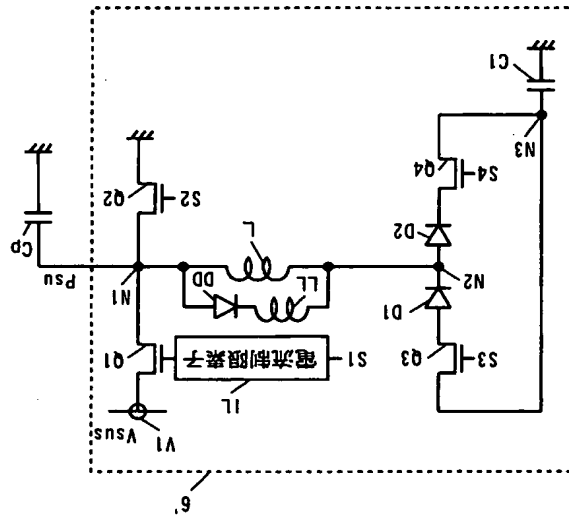 6'
V1
Vsus
IL
S3
Q3
S1
電流制限素子
Q1
D1
LL
DD
N2
N1
Psu
D2
L
Cp
S4
Q4
S2
Q2
N3
C1